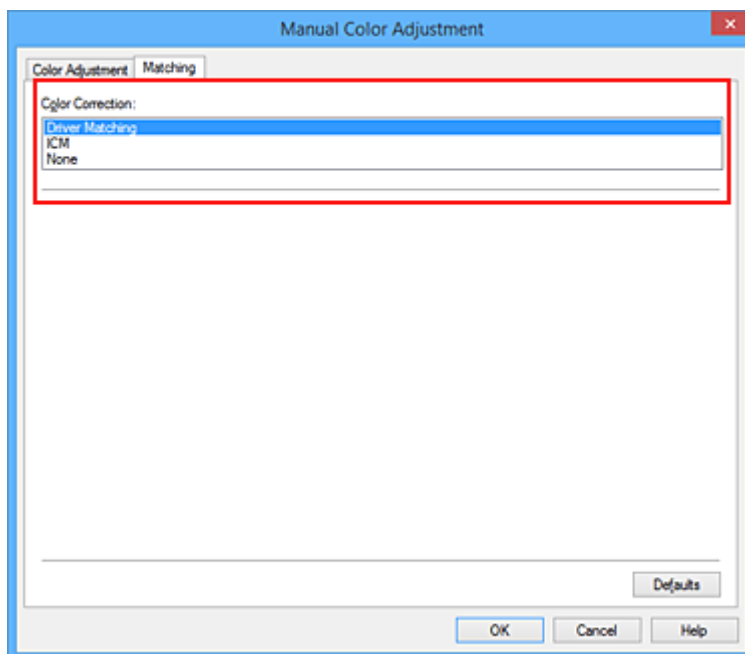 Manual Color Adjustment
Color Adjustment Matching
Color Correction:
Driver Matching
ICM
None
Defaults
OK Cancel Help